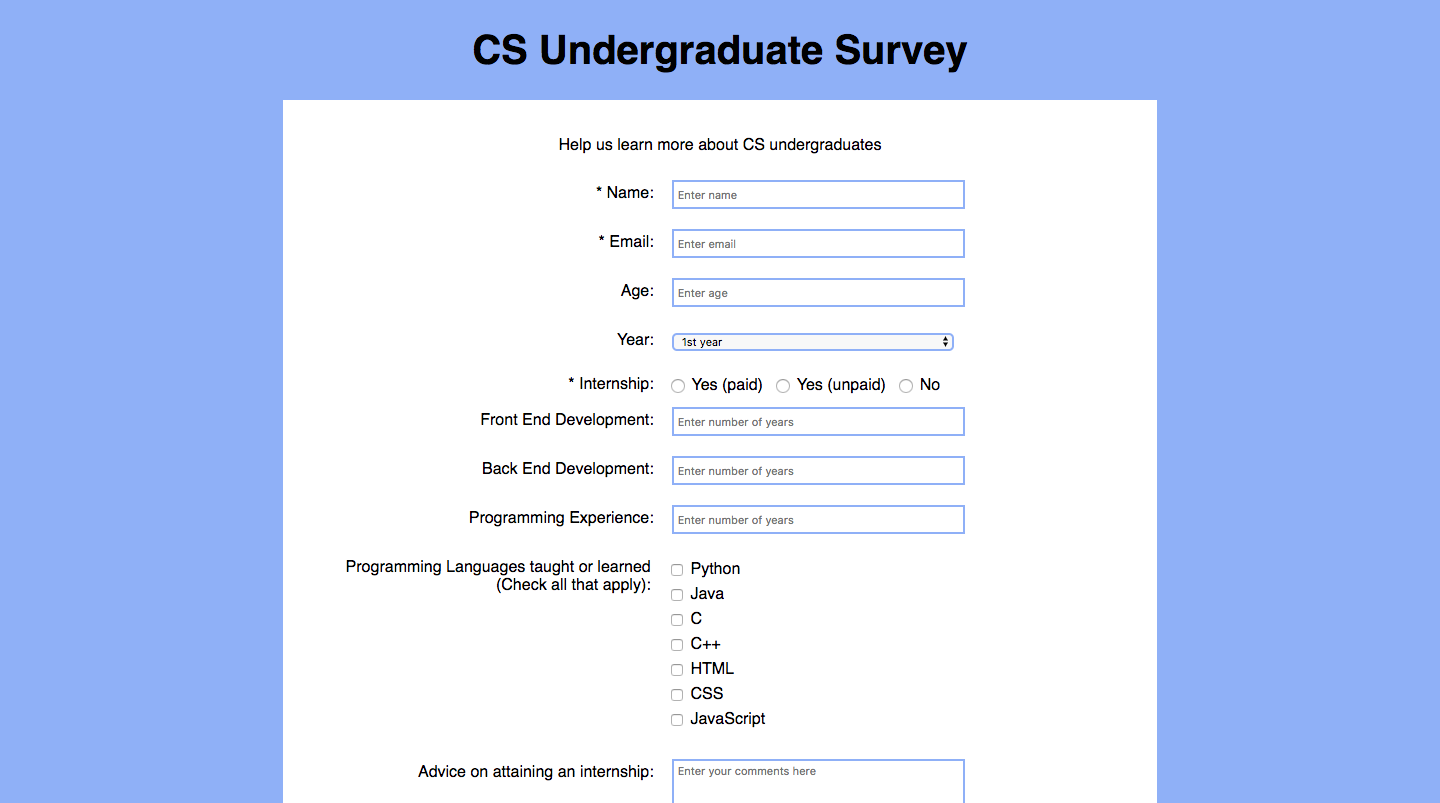 CS Undergraduate Survey
Help us learn more about CS undergraduates
* Name: Enter name
* Email: Enter email
Age: Enter age
Year: 1st year
* Internship: Yes (paid) Yes (unpaid) No
Front End Development: Enter number of years
Back End Development: Enter number of years
Programming Experience: Enter number of years
Programming Languages taught or learned
(Check all that apply):
Python
Java
C
C++
HTML
CSS
JavaScript
Advice on attaining an internship: Enter your comments here